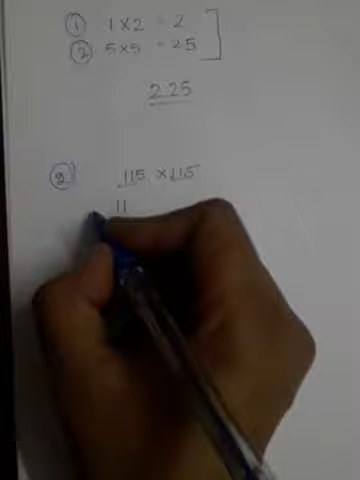 ① 1 x 2 = 2
② 5 x 5 = 25
225
2) 115 x 115
11